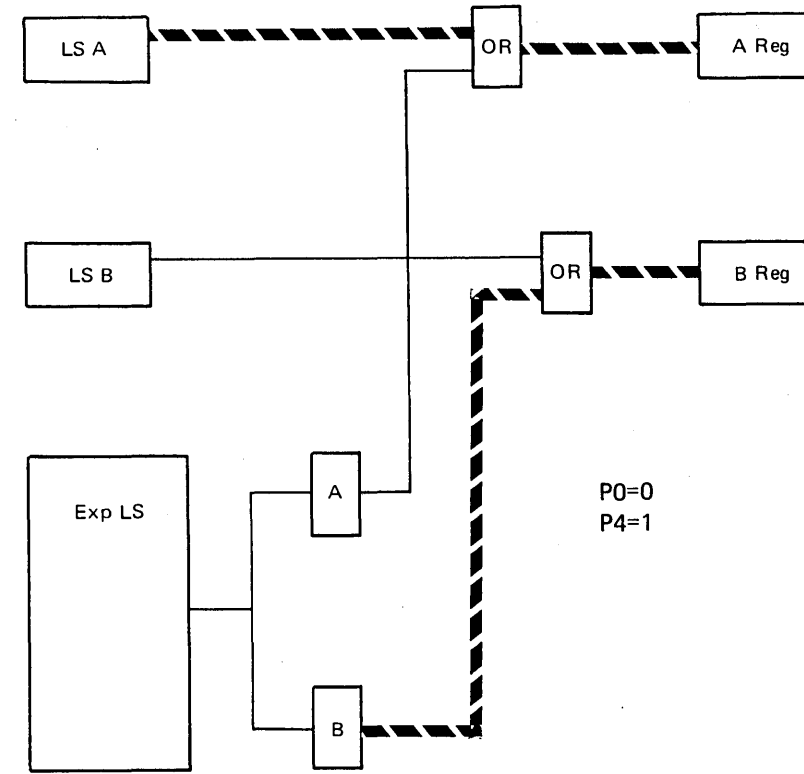 LS A
OR
A Reg
LS B
OR
B Reg
Exp LS
A
P0=0
P4=1
B